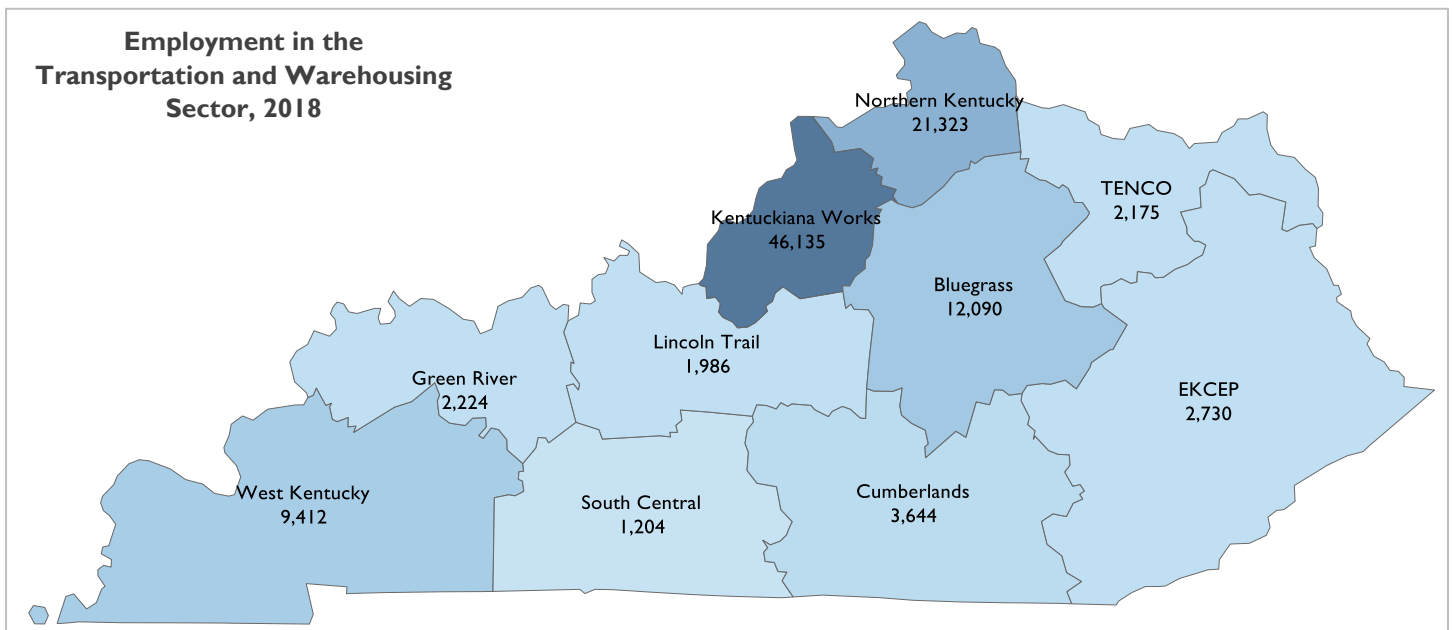 Employment in the
Transportation and Warehousing
Sector, 2018
Northern Kentucky
21,323
TENCO
2,175
Kentuckiana Works
46,135
Bluegrass
12,090
Lincoln Trail
1,986
Green River
2,224
EKCEP
2,730
West Kentucky
9,412
South Central
1,204
Cumberlands
3,644